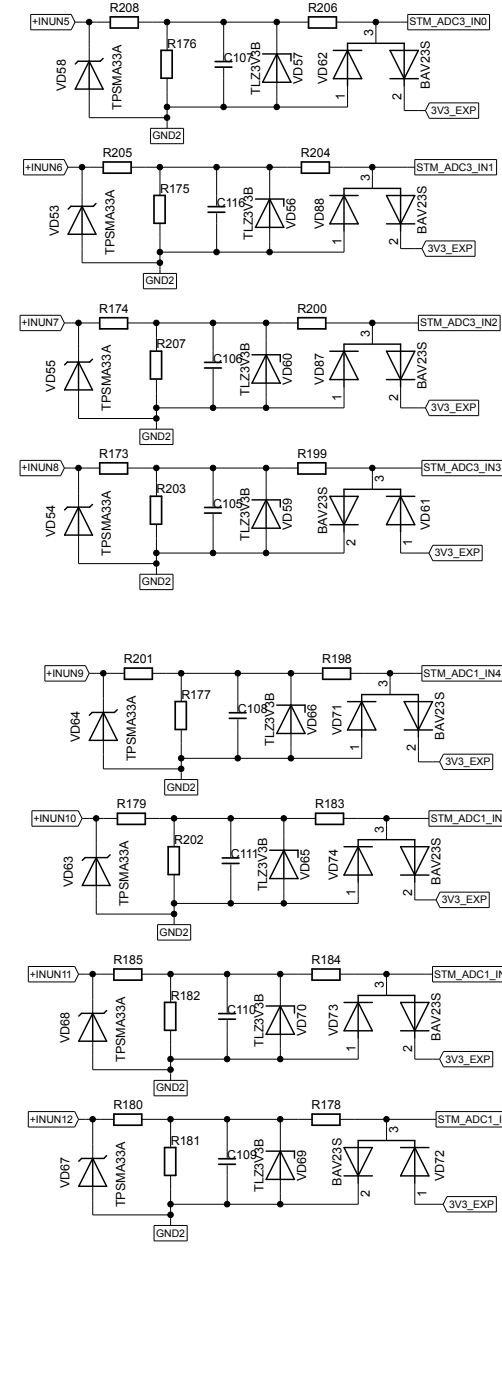 R208
R206
+INUN5
STM_ADC3_IN0
VD58
TPSMA33A
R176
C107
TLZ3V3B
VD57
VD62
3
1
2
BAV23S
3V3_EXP
GND2
R205
R204
+INUN6
STM_ADC3_IN1
VD53
TPSMA33A
R175
C116
TLZ3V3B
VD56
VD88
3
1
2
BAV23S
3V3_EXP
GND2
R174
R200
+INUN7
STM_ADC3_IN2
VD55
TPSMA33A
R207
C106
TLZ3V3B
VD60
VD87
3
1
2
BAV23S
3V3_EXP
GND2
R173
R199
+INUN8
STM_ADC3_IN3
VD54
TPSMA33A
R203
C105
TLZ3V3B
VD59
BAV23S
3
2
1
VD61
3V3_EXP
GND2
R201
R198
+INUN9
STM_ADC1_IN4
VD64
TPSMA33A
R177
C108
TLZ3V3B
VD66
VD71
3
1
2
BAV23S
3V3_EXP
GND2
R179
R183
+INUN10
STM_ADC1_IN
VD63
TPSMA33A
R202
C111
TLZ3V3B
VD65
VD74
3
1
2
BAV23S
3V3_EXP
GND2
R185
R184
+INUN11
STM_ADC1_IN
VD68
TPSMA33A
R182
C110
TLZ3V3B
VD70
VD73
3
1
2
BAV23S
3V3_EXP
GND2
R180
R178
+INUN12
STM_ADC1_I
VD67
TPSMA33A
R181
C109
TLZ3V3B
VD69
BAV23S
3
2
1
VD72
3V3_EXP
GND2